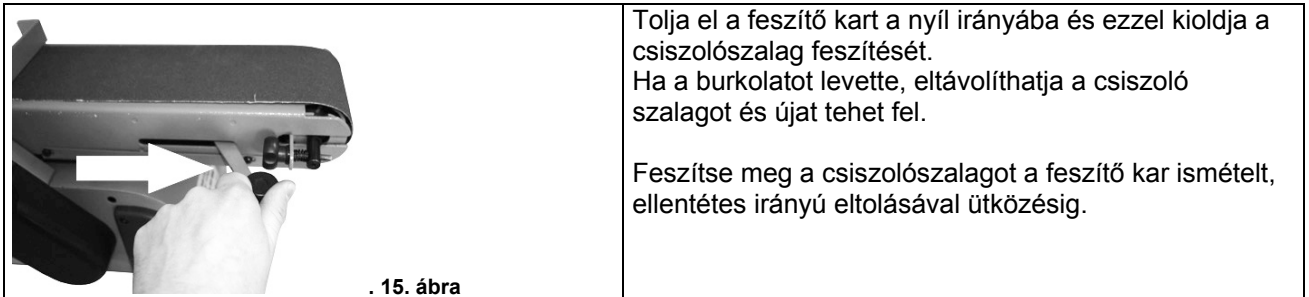 Tolja el a feszítő kart a nyíl irányába és ezzel kioldja a
csiszolószalag feszítését.
Ha a burkolatot levette, eltávolíthatja a csiszoló
szalagot és újat tehet fel.
Feszítse meg a csiszolószalagot a feszítő kar ismételt,
ellentétes irányú eltolásával ütközésig.
. 15. ábra